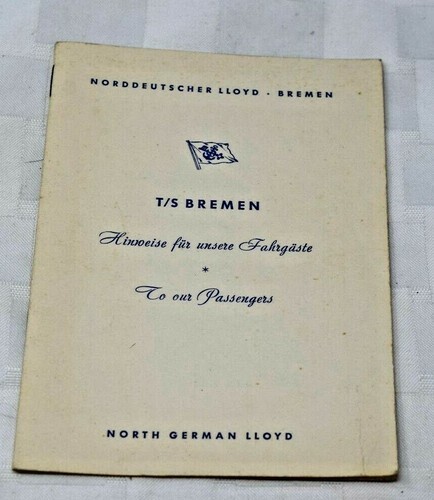 NORDDEUTSCHER LLOYD · BREMEN
T/S BREMEN
Hinweise für unsere Fahrgäste
*
To our Passengers
NORTH GERMAN LLOYD